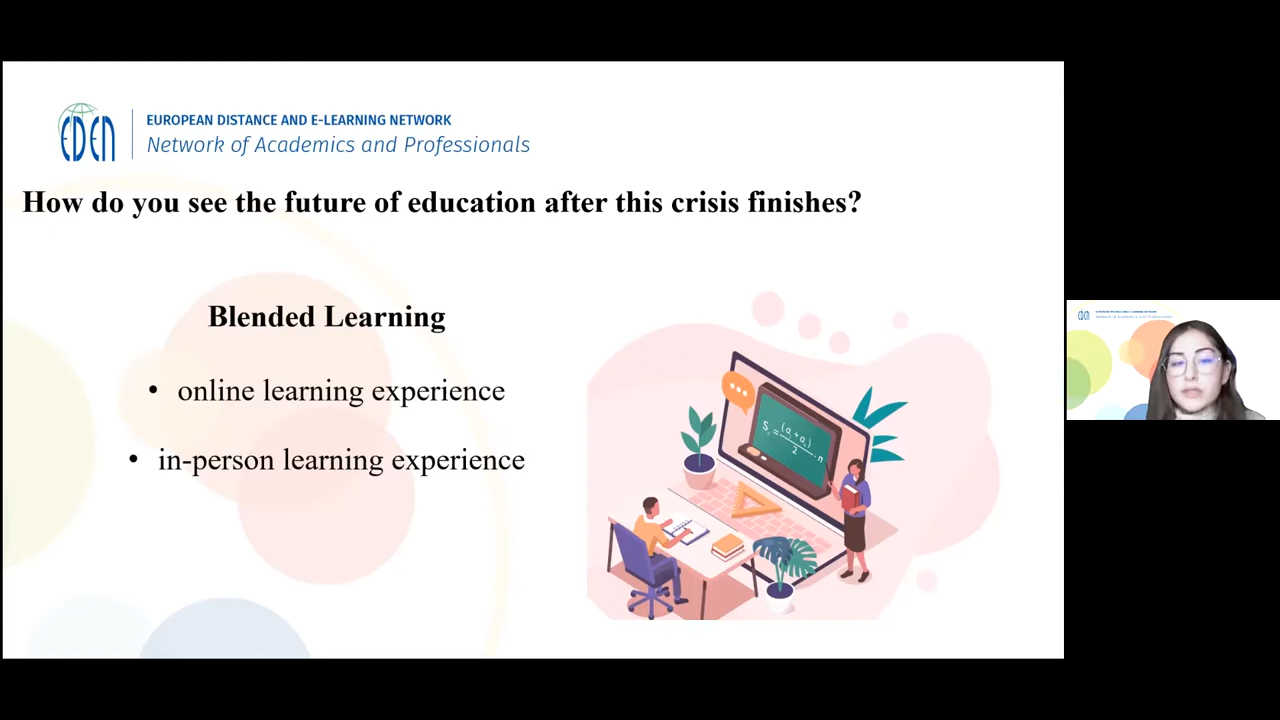 EDEN
EUROPEAN DISTANCE AND E-LEARNING NETWORK
Network of Academics and Professionals
How do you see the future of education after this crisis finishes?
Blended Learning
• online learning experience
• in-person learning experience